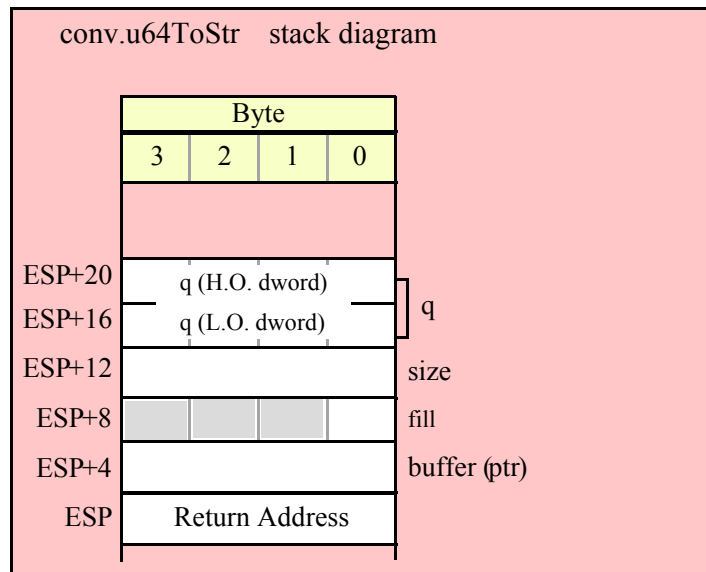 conv.u64ToStr stack diagram
Byte
3 2 1 0
ESP+20 q (H.O. dword)
q
ESP+16 q (L.O. dword)
ESP+12 size
ESP+8 fill
ESP+4 buffer (ptr)
ESP Return Address